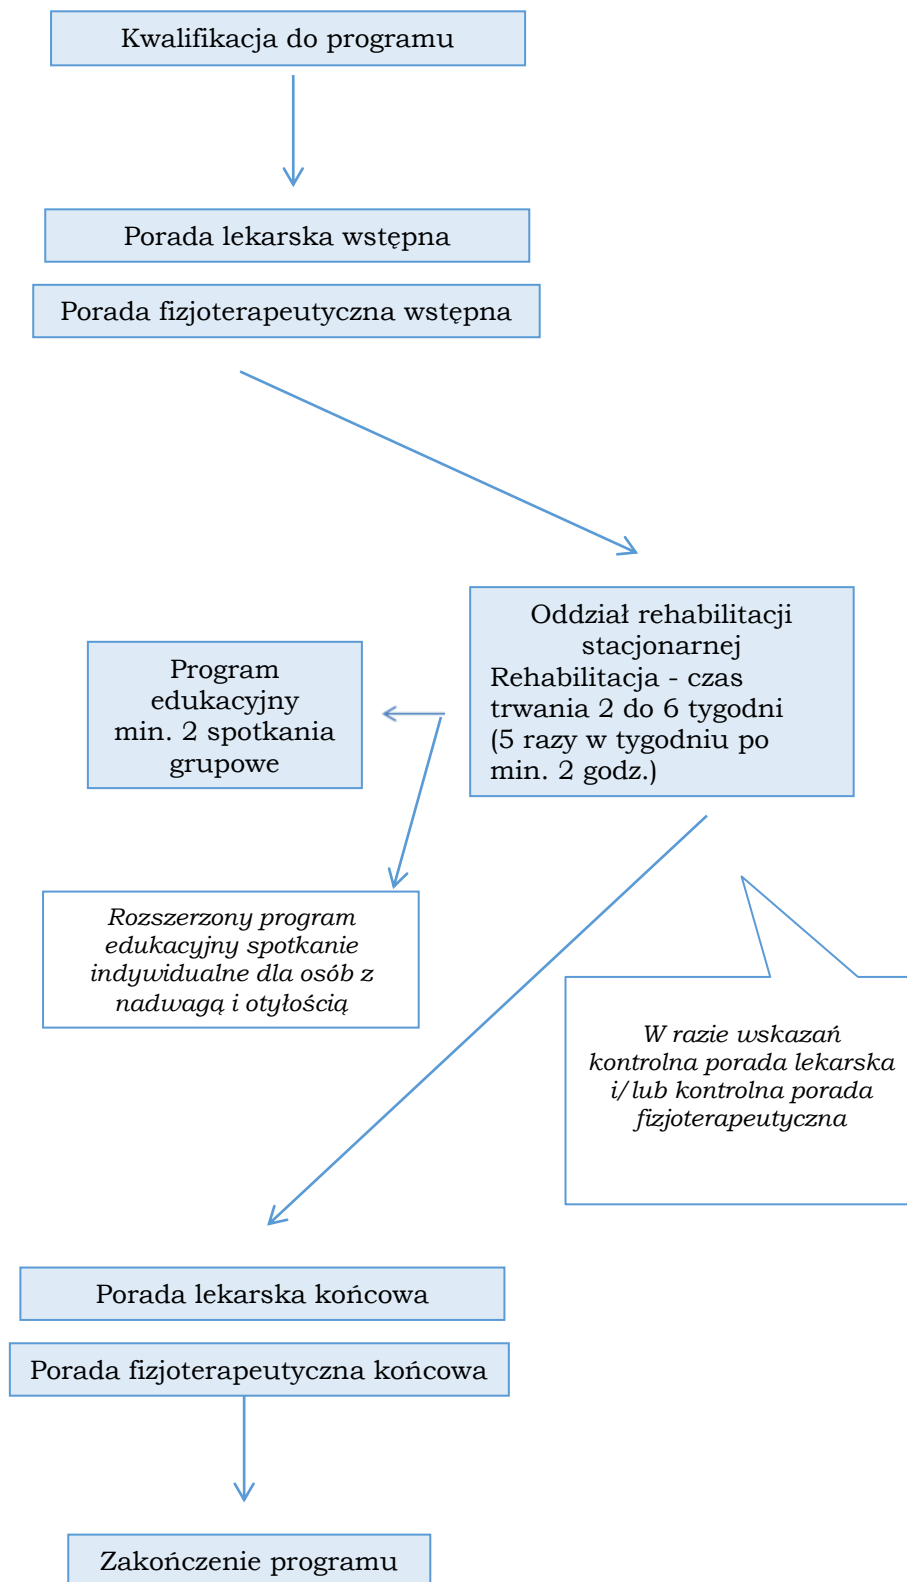 Kwalifikacja do programu
Porada lekarska wstępna
Porada fizjoterapeutyczna wstępna
Oddział rehabilitacji
stacjonarnej
Rehabilitacja - czas
trwania 2 do 6 tygodni
(5 razy w tygodniu po
min. 2 godz.)
Program
edukacyjny
min. 2 spotkania
grupowe
Rozszerzony program
edukacyjny spotkanie
indywidualne dla osób z
nadwagą i otyłością
W razie wskazań
kontrolna porada lekarska
i/lub kontrolna porada
fizjoterapeutyczna
Porada lekarska końcowa
Porada fizjoterapeutyczna końcowa
Zakończenie programu